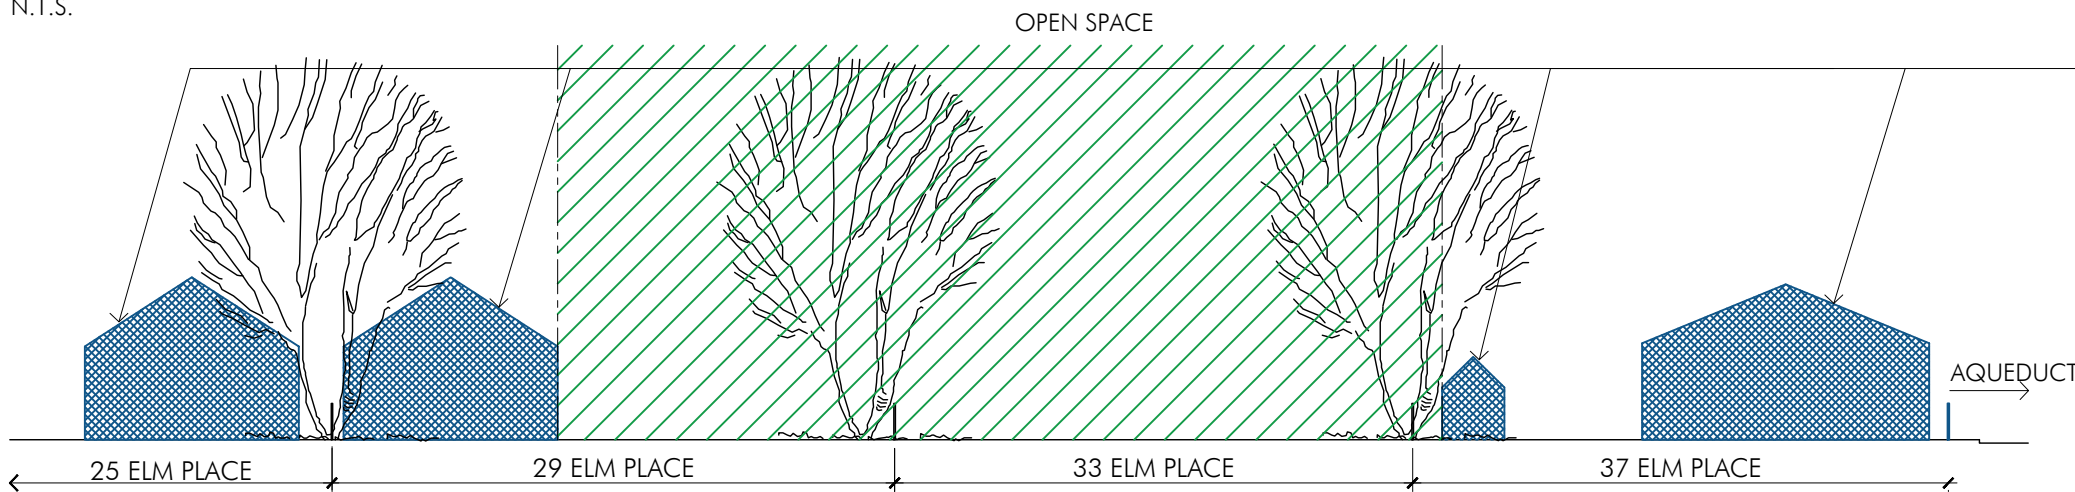 N.T.S.
OPEN SPACE
AQUEDUCT
25 ELM PLACE
29 ELM PLACE
33 ELM PLACE
37 ELM PLACE